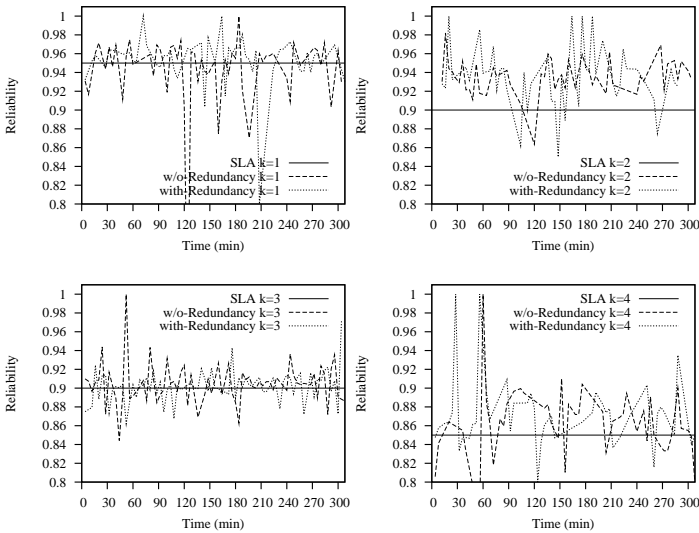 1
0.98
0.96
0.94
0.92
0.9
0.88
0.86
0.84
0.82
0.8
Reliability
0 30 60 90 120 150 180 210 240 270 300
Time (min)
SLA k=1
w/o-Redundancy k=1
with-Redundancy k=1
1
0.98
0.96
0.94
0.92
0.9
0.88
0.86
0.84
0.82
0.8
Reliability
0 30 60 90 120 150 180 210 240 270 300
Time (min)
SLA k=2
w/o-Redundancy k=2
with-Redundancy k=2
1
0.98
0.96
0.94
0.92
0.9
0.88
0.86
0.84
0.82
0.8
Reliability
0 30 60 90 120 150 180 210 240 270 300
Time (min)
SLA k=3
w/o-Redundancy k=3
with-Redundancy k=3
1
0.98
0.96
0.94
0.92
0.9
0.88
0.86
0.84
0.82
0.8
Reliability
0 30 60 90 120 150 180 210 240 270 300
Time (min)
SLA k=4
w/o-Redundancy k=4
with-Redundancy k=4